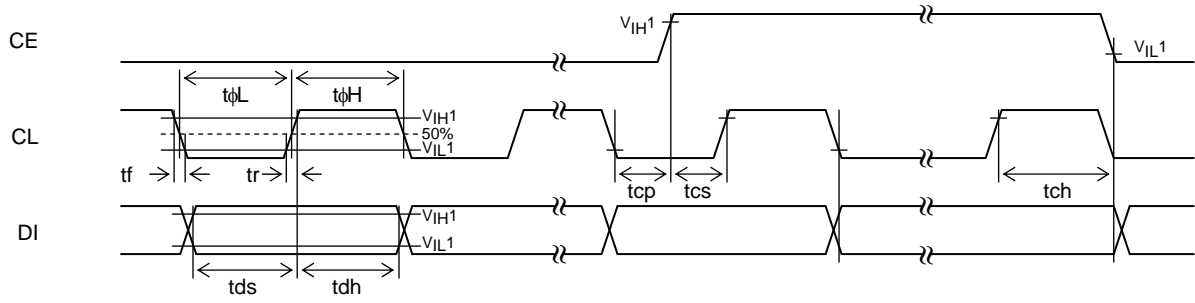 CE
VIH1
VIL1
tϕL
tϕH
CL
VIH1
50%
VIL1
tf
tr
tcp
tcs
tch
DI
VIH1
VIL1
tds
tdh